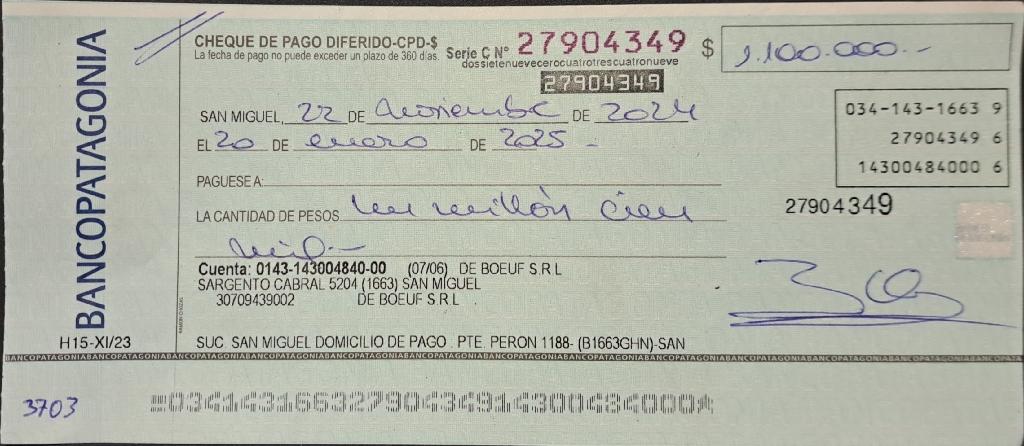 BANCOPATAGONIA
H15-XI/23
CHEQUE DE PAGO DIFERIDO-CPD-$
La fecha de pago no puede exceder un plazo de 360 días.
Serie C Nº 27904349
dossietenuevecerocuatrotrescuatronueve
27904349
$ 1.100.000.-
SAN MIGUEL, 22 DE Noviembre DE 2024
EL 20 DE enero DE 2025 -
PAGUESE A:
LA CANTIDAD DE PESOS un millón cien
mil.-
034-143-1663 9
27904349 6
14300484000 6
27904349
Cuenta: 0143-143004840-00 (07/06) DE BOEUF S.R.L
SARGENTO CABRAL 5204 (1663) SAN MIGUEL
30709439002 DE BOEUF S.R.L.
SUC. SAN MIGUEL DOMICILIO DE PAGO : PTE. PERON 1188- (B1663GHN)-SAN
BANCOPATAGONIABANCOPATAGONIABANCOPATAGONIABANCOPATAGONIABANCOPATAGONIABANCOPATAGONIABANCOPATAGONIABANCOPATAGONIABANCOPATAGONIABANCOPATAGONIABANCOPATAGONIA
3703
03414316632790434914300484000